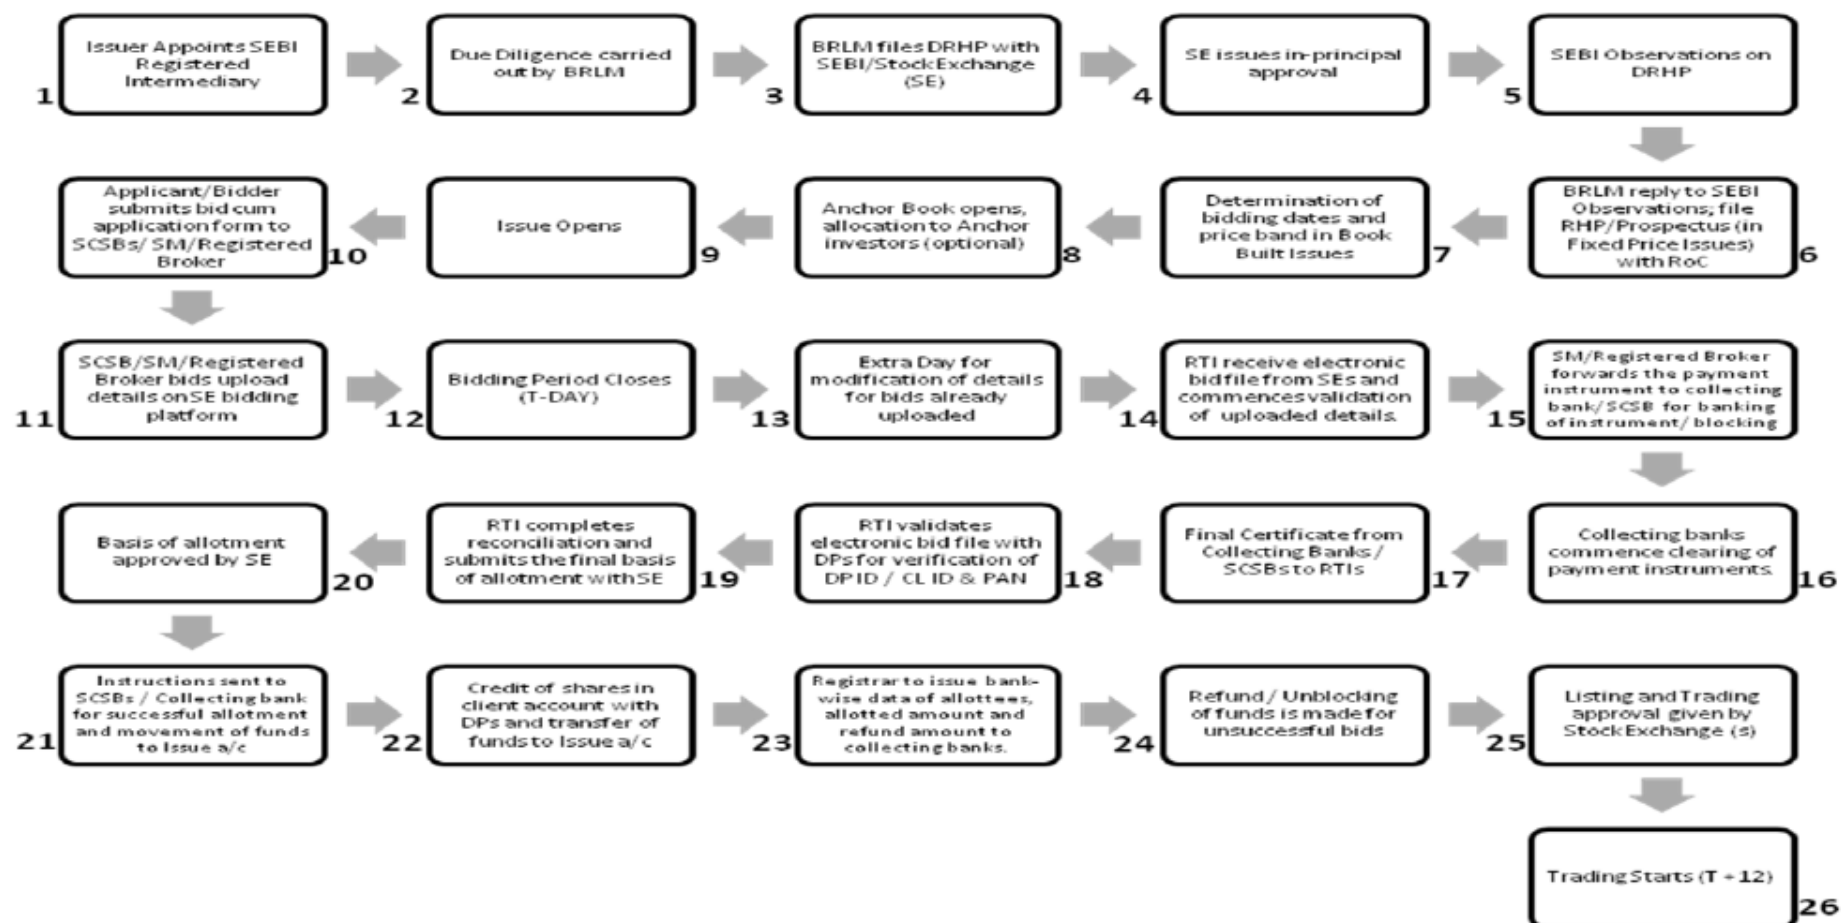 Issuer Appoints SEBI
Registered
Intermediary
1
Due Diligence carried
out by BRLM
2
BRLM files DRHP with
SEBI/Stock Exchange
(SE)
3
SE issues in-principal
approval
4
SEBI Observations on
DRHP
5
BRLM reply to SEBI
Observations; file
RHP/Prospectus (in
Fixed Price Issues)
with RoC
6
Determination of
bidding dates and
price band in Book
Built Issues
7
Anchor Book opens,
allocation to Anchor
investors (optional)
8
Issue Opens
9
Applicant/Bidder
submits bid cum
application form to
SCSBs/ SM/Registered
Broker
10
SCSB/SM/Registered
Broker bids upload
details on SE bidding
platform
11
Bidding Period Closes
(T-DAY)
12
Extra Day for
modification of details
for bids already
uploaded
13
RTI receive electronic
bid file from SEs and
commences validation
of uploaded details.
14
SM/Registered Broker
forwards the payment
instrument to collecting
bank/ SCSB for banking
of instrument/ blocking
15
Collecting banks
commence clearing of
payment instruments.
16
Final Certificate from
Collecting Banks /
SCSBs to RTIs
17
RTI validates
electronic bid file with
DPs for verification of
DP ID / CL ID & PAN
18
RTI completes
reconciliation and
submits the final basis
of allotment with SE
19
Basis of allotment
approved by SE
20
Instructions sent to
SCSBs / Collecting bank
for successful allotment
and movement of funds
to Issue a/c
21
Credit of shares in
client account with
DPs and transfer of
funds to Issue a/c
22
Registrar to issue bank-
wise data of allottees,
allotted amount and
refund amount to
collecting banks.
23
Refund / Unblocking
of funds is made for
unsuccessful bids
24
Listing and Trading
approval given by
Stock Exchange (s)
25
Trading Starts (T + 12)
26